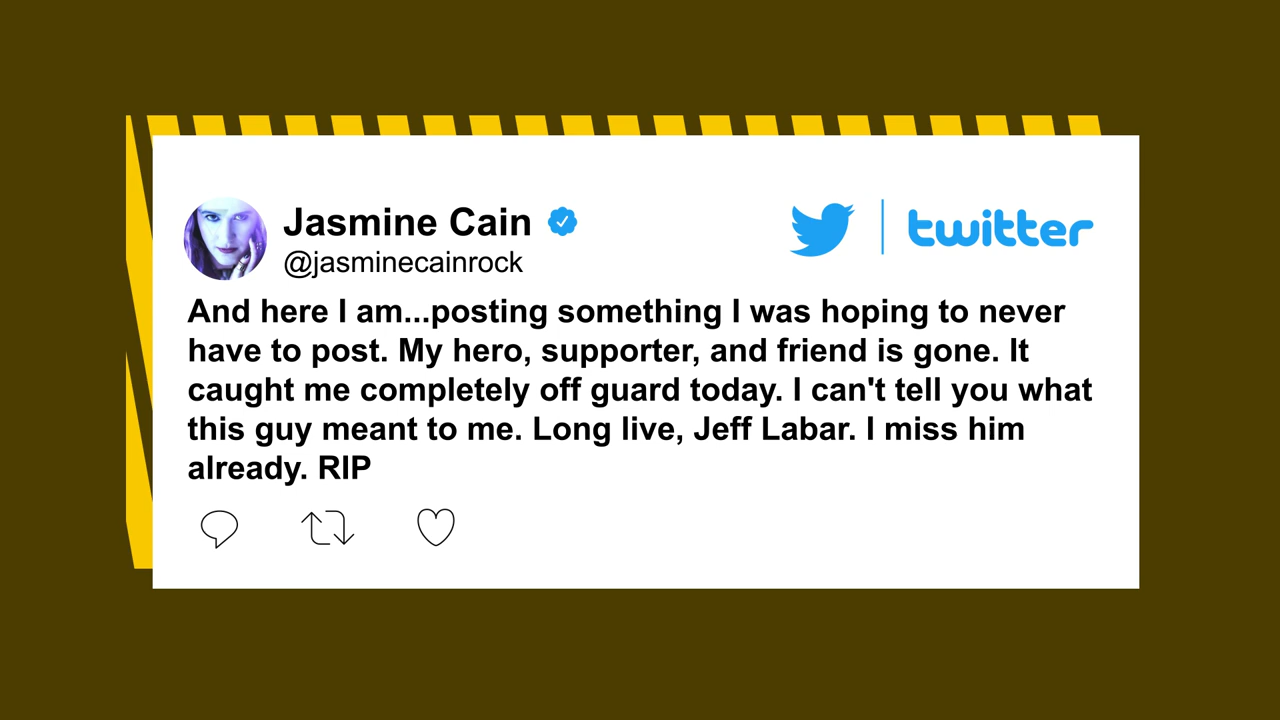 Jasmine Cain
twitter
@jasminecainrock
And here I am...posting something I was hoping to never
have to post. My hero, supporter, and friend is gone. It
caught me completely off guard today. I can't tell you what
this guy meant to me. Long live, Jeff Labar. I miss him
already. RIP